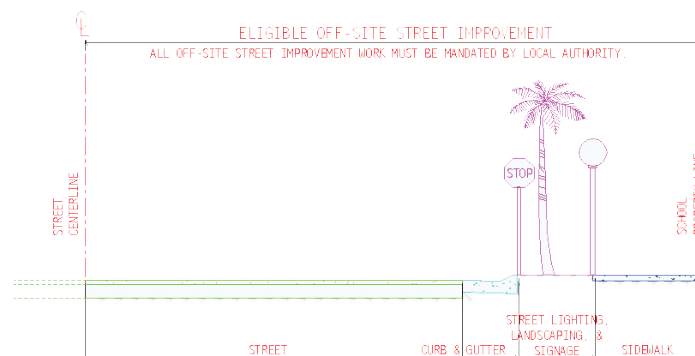 ELIGIBLE OFF-SITE STREET IMPROVEMENT
ALL OFF-SITE STREET IMPROVEMENT WORK MUST BE MANDATED BY LOCAL AUTHORITY.
STOP
STREET
CENTERLINE
SCHOOL
STREET
CURB & GUTTER
STREET LIGHTING,
LANDSCAPING, &
SIGNAGE
SIDEWALK